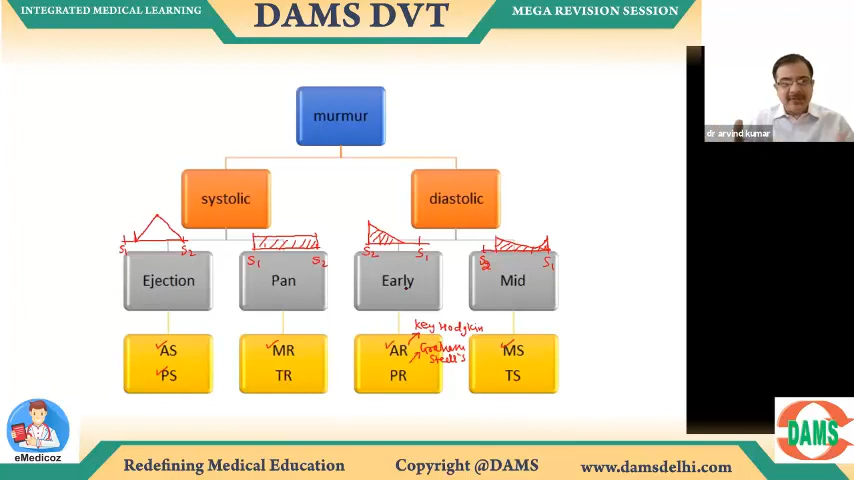 INTEGRATED MEDICAL LEARNING
DAMS DVT
MEGA REVISION SESSION
murmur
systolic
diastolic
S1 S2
S1 S2
S2 S1
S2 S1
Ejection
Pan
Early
Mid
Key Hodgkin
AS
PS
MR
TR
AR
PR
Graham
Steell's
MS
TS
dr arvind kumar
eMedicoz
DAMS
Redefining Medical Education
Copyright @DAMS
www.damsdelhi.com